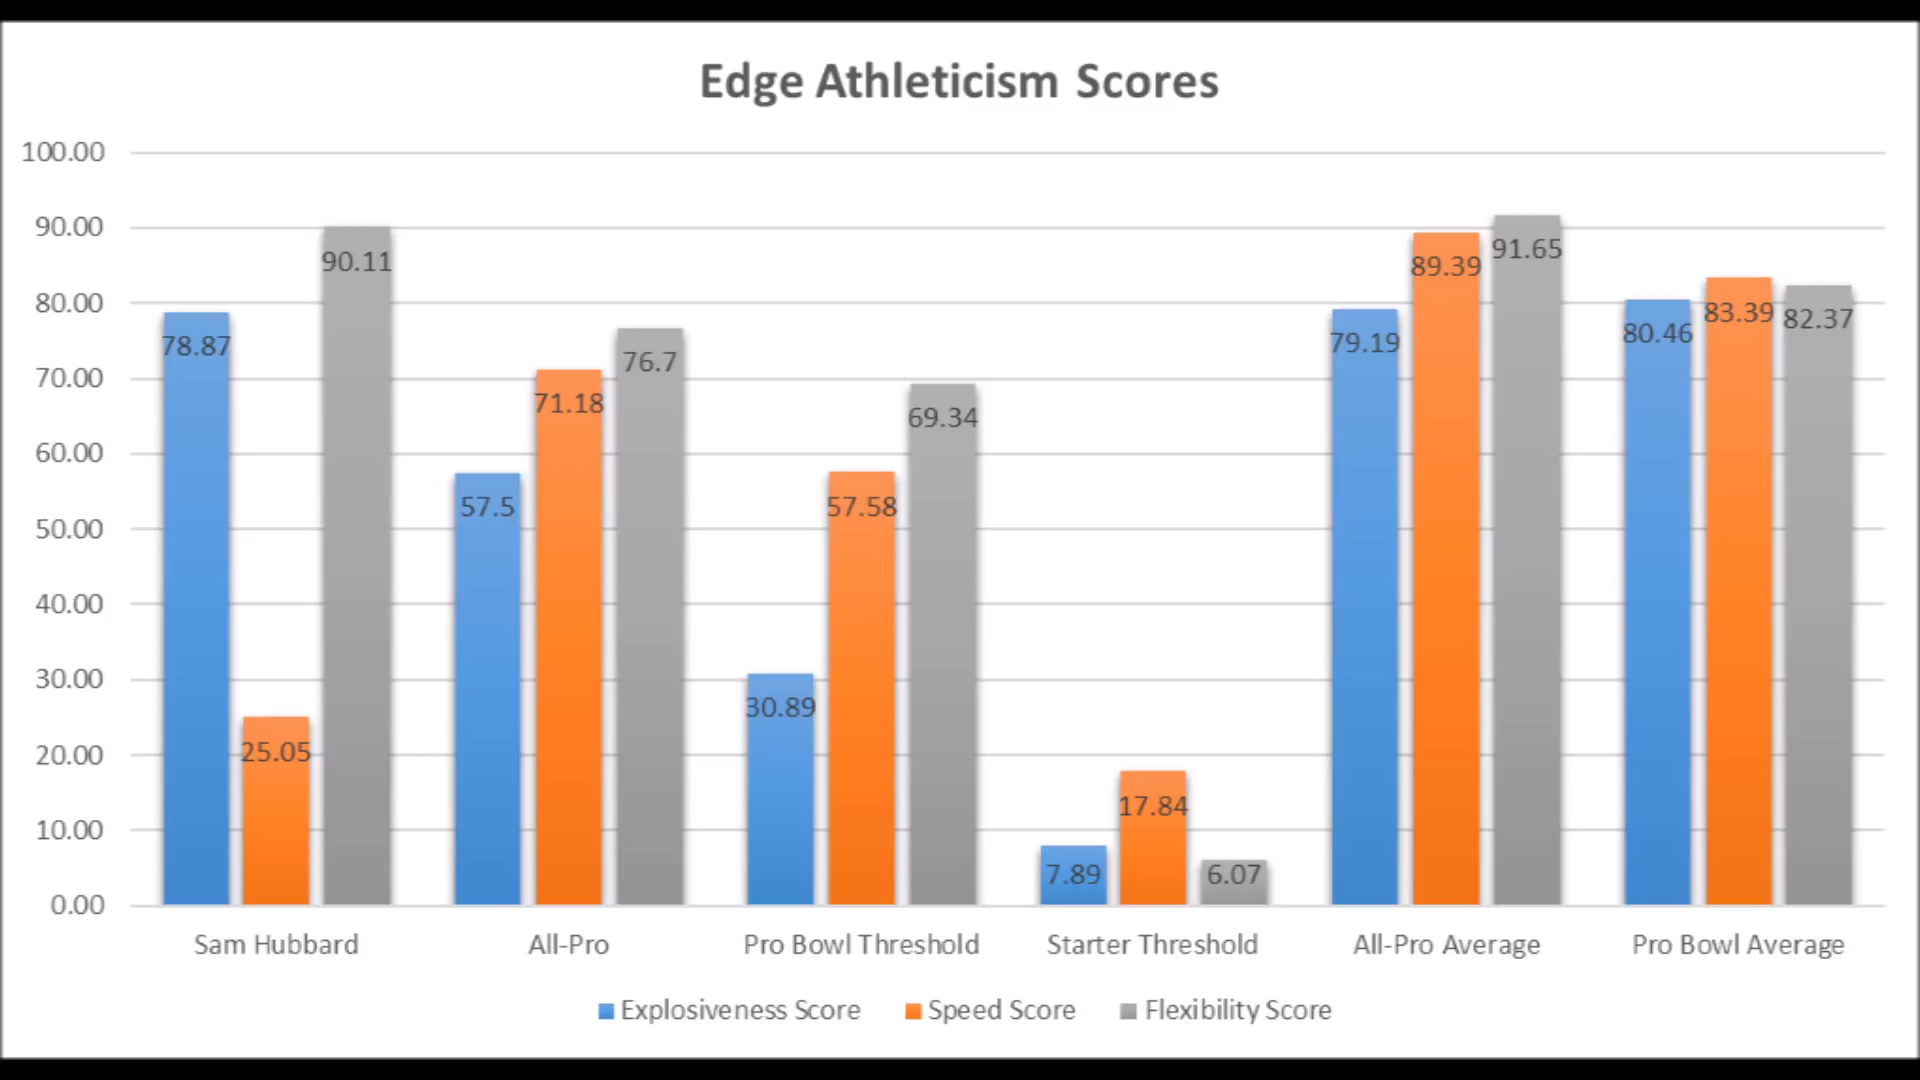 Edge Athleticism Scores
100.00
90.00
80.00
70.00
60.00
50.00
40.00
30.00
20.00
10.00
0.00
78.87
25.05
90.11
57.5
71.18
76.7
30.89
57.58
69.34
7.89
17.84
6.07
79.19
89.39
91.65
80.46
83.39
82.37
Sam Hubbard
All-Pro
Pro Bowl Threshold
Starter Threshold
All-Pro Average
Pro Bowl Average
Explosiveness Score
Speed Score
Flexibility Score